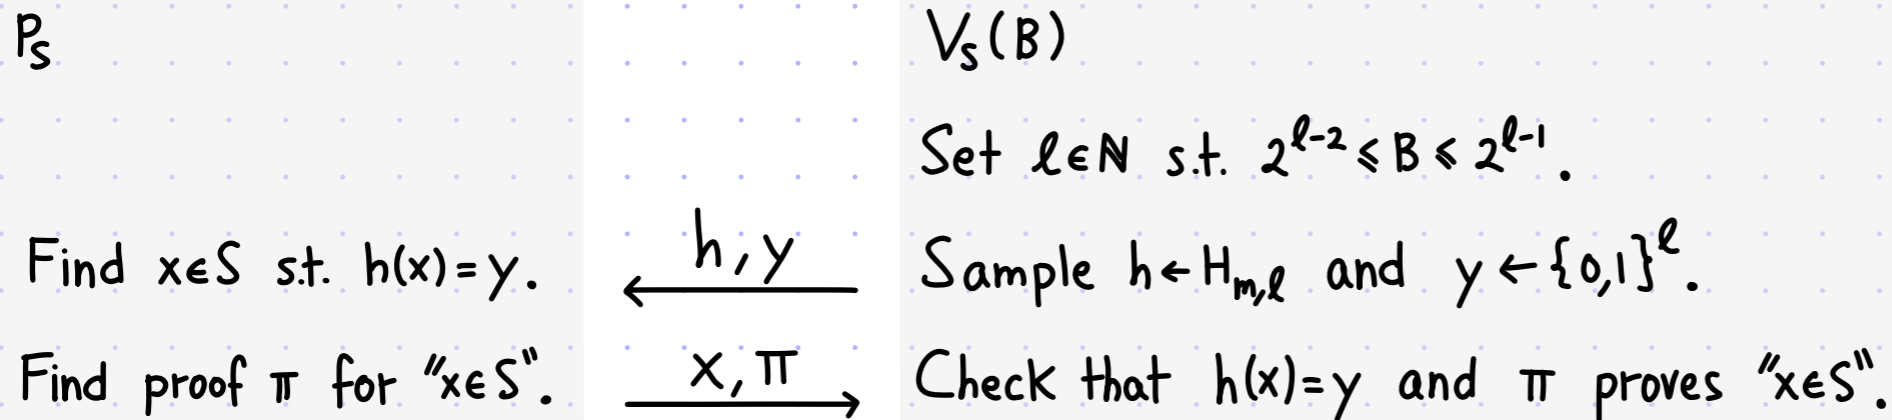 P_S V_S(B)
Set ℓ∈ℕ s.t. 2^{ℓ-2} ≤ B ≤ 2^{ℓ-1}.
Find x∈S s.t. h(x)=y. h,y Sample h←H_{m,ℓ} and y←{0,1}^ℓ.
Find proof π for "x∈S". x,π Check that h(x)=y and π proves "x∈S".